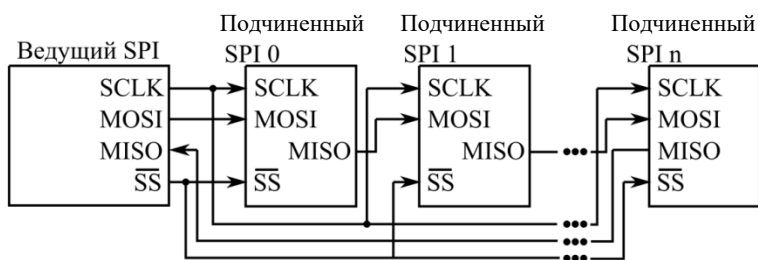 Ведущий SPI
SCLK
MOSI
MISO
SS
Подчиненный
SPI 0
SCLK
MOSI
MISO
SS
Подчиненный
SPI 1
SCLK
MOSI
MISO
SS
Подчиненный
SPI n
SCLK
MOSI
MISO
SS